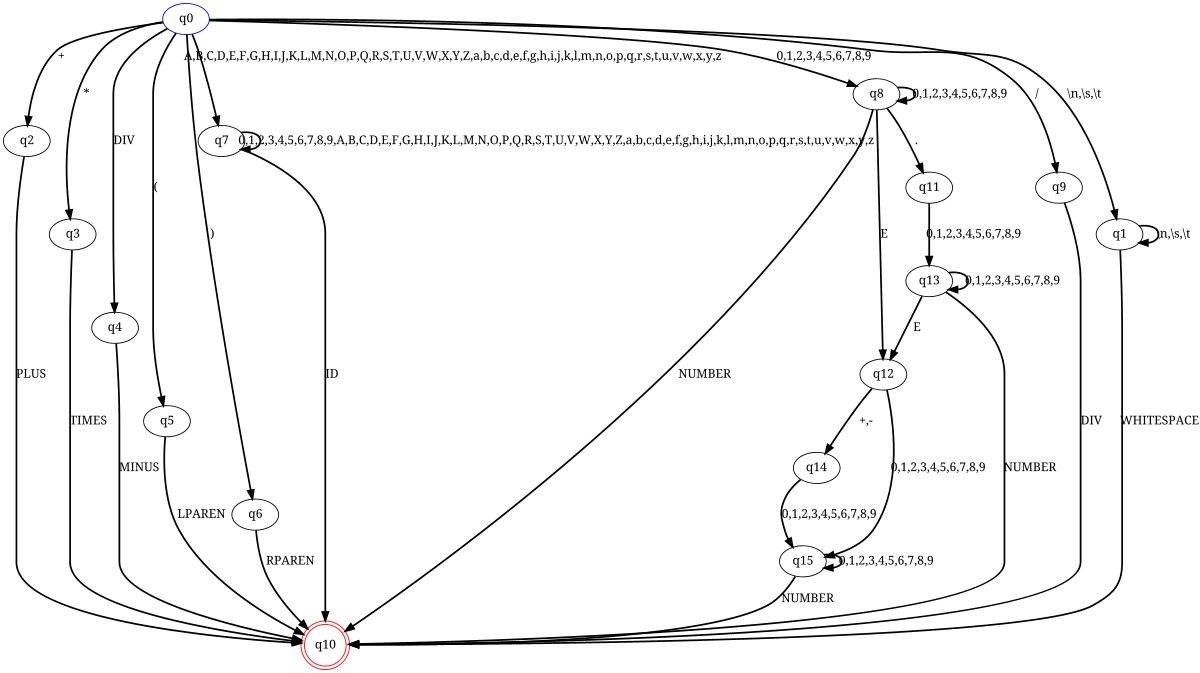 q0
+
A,B,C,D,E,F,G,H,I,J,K,L,M,N,O,P,Q,R,S,T,U,V,W,X,Y,Z,a,b,c,d,e,f,g,h,i,j,k,l,m,n,o,p,q,r,s,t,u,v,w,x,y,z
0,1,2,3,4,5,6,7,8,9
*
q8
0,1,2,3,4,5,6,7,8,9
/
\n,\s,\t
q2
DIV
q7
0,1,2,3,4,5,6,7,8,9,A,B,C,D,E,F,G,H,I,J,K,L,M,N,O,P,Q,R,S,T,U,V,W,X,Y,Z,a,b,c,d,e,f,g,h,i,j,k,l,m,n,o,p,q,r,s,t,u,v,w,x,y,z
.
(
q11
q9
q3
)
E
0,1,2,3,4,5,6,7,8,9
q1
\n,\s,\t
q13
0,1,2,3,4,5,6,7,8,9
q4
E
PLUS
ID
NUMBER
q12
q5
TIMES
+,-
DIV
WHITESPACE
MINUS
q14
0,1,2,3,4,5,6,7,8,9
NUMBER
LPAREN
q6
0,1,2,3,4,5,6,7,8,9
RPAREN
q15
0,1,2,3,4,5,6,7,8,9
NUMBER
q10